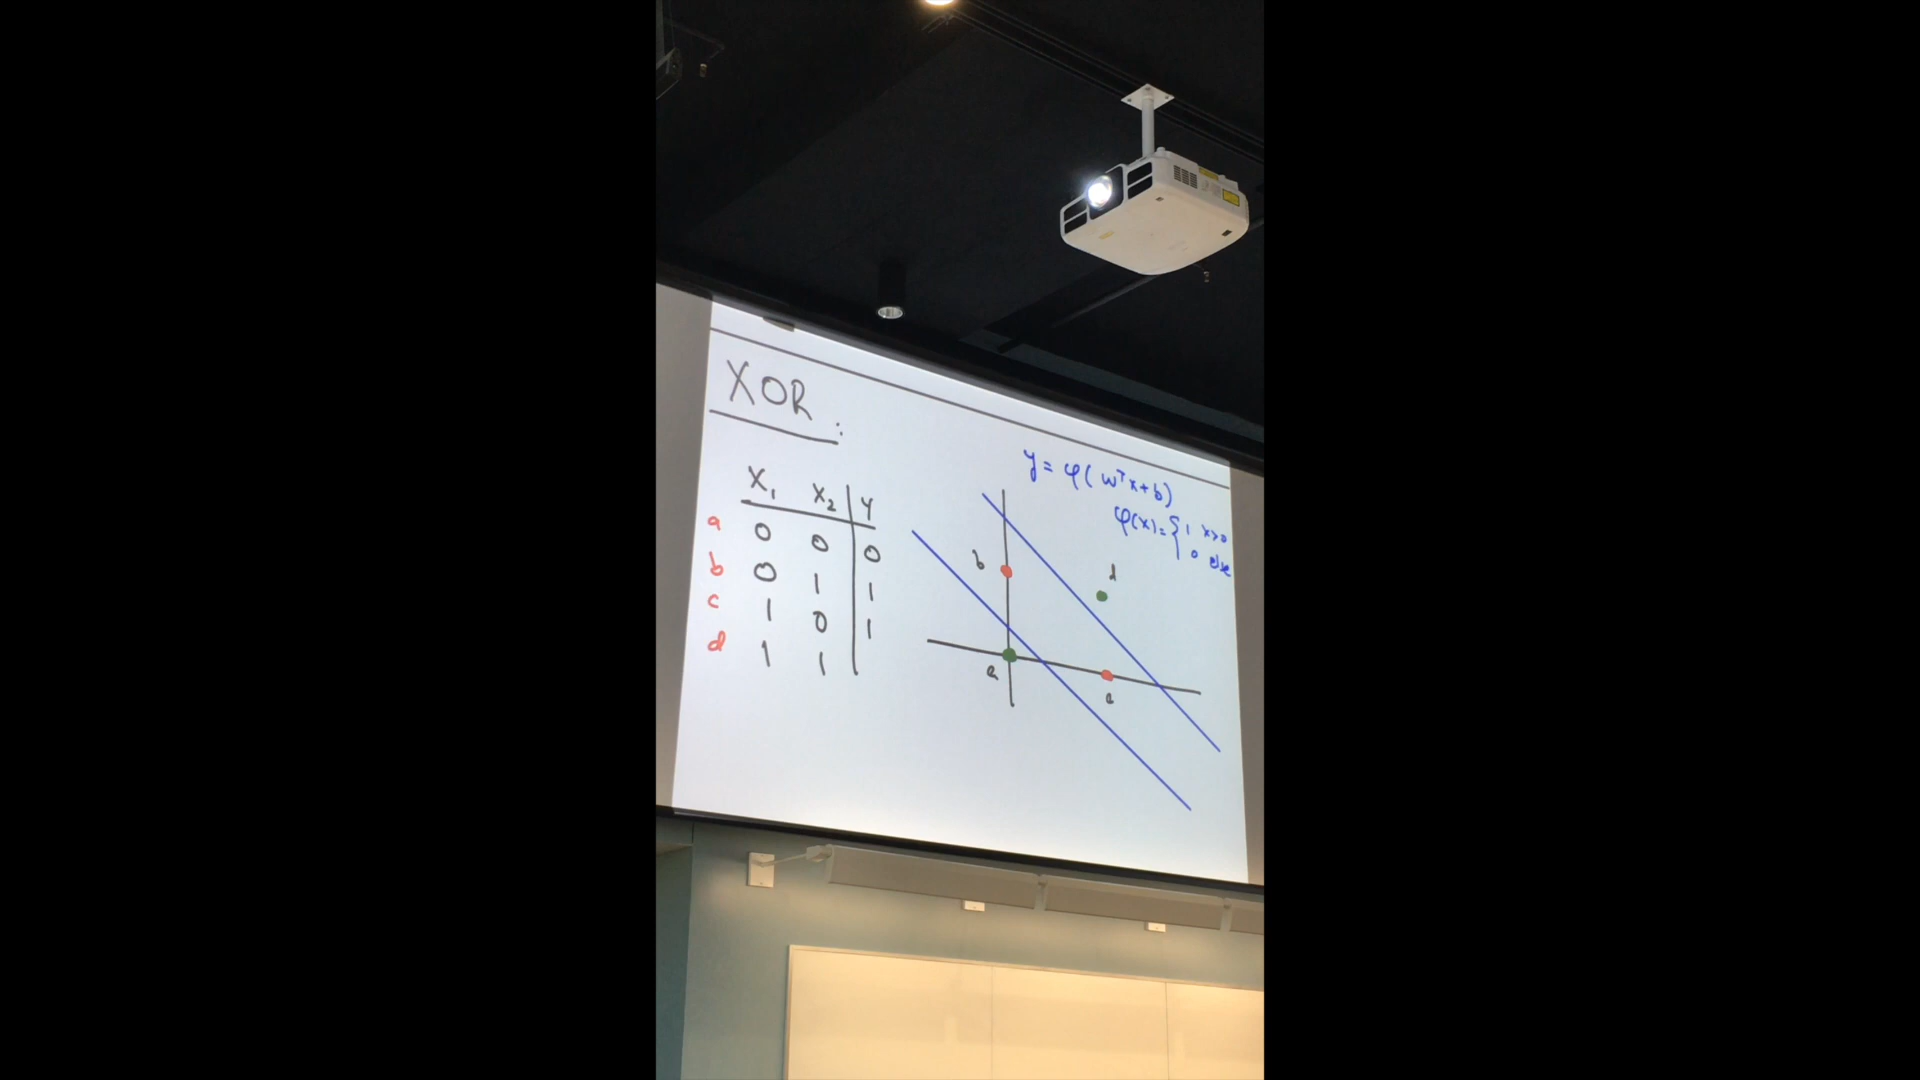 XOR :
X₁ X₂ Y
a 0 0 0
b 0 1 1
c 1 0 1
d 1 1
y = φ( wᵀx+b)
φ(x)= { 1 x>0
0 else
b
d
a
c